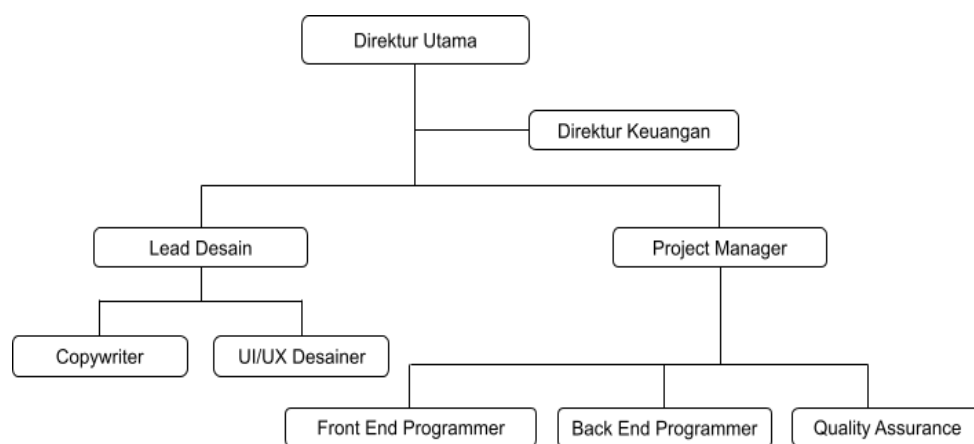 Direktur Utama
Direktur Keuangan
Lead Desain
Project Manager
Copywriter
UI/UX Desainer
Front End Programmer
Back End Programmer
Quality Assurance